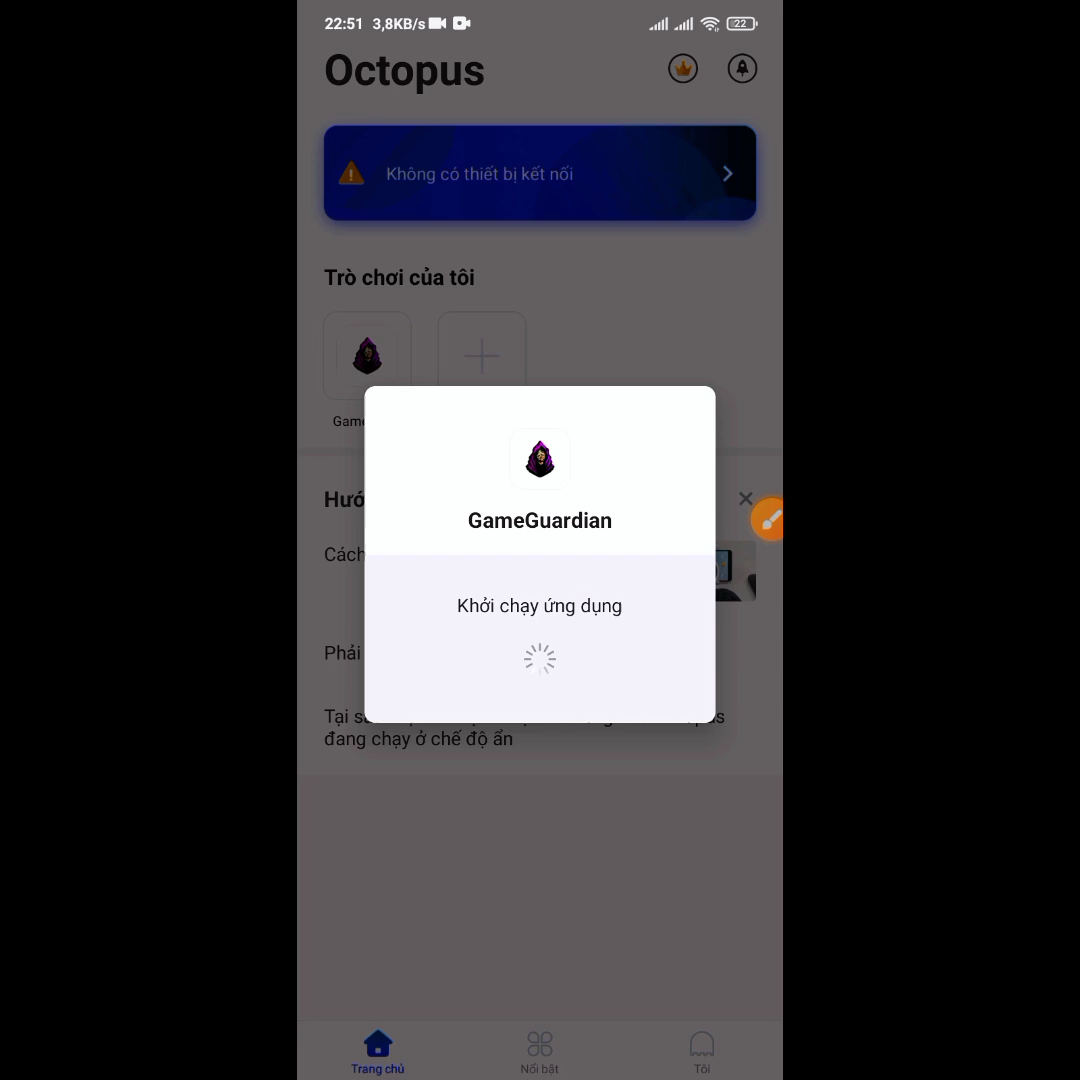 22:51 3,8KB/s 22
Octopus
Không có thiết bị kết nối
Trò chơi của tôi
Game
GameGuardian
Khởi chạy ứng dụng
Hướ
Cách
Phải
Tại s
đang chạy ở chế độ ẩn
Trang chủ
Nổi bật
Tôi